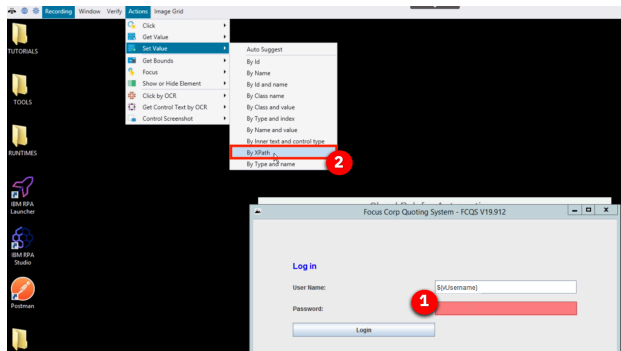 Recording Window Verify Actions Image Grid
Click
Get Value
Set Value
Get Bounds
Focus
Show or Hide Element
Click by OCR
Get Control Text by OCR
Control Screenshot
Auto Suggest
By Id
By Name
By Id and name
By Class name
By Class and value
By Type and index
By Name and value
By Inner text and control type
By XPath
By Type and name
2
TUTORIALS
TOOLS
RUNTIMES
IBM RPA
Launcher
IBM RPA
Studio
Postman
Focus Corp Quoting System - FCQS V19.912
Log in
User Name:
${vUsername}
Password:
1
Login